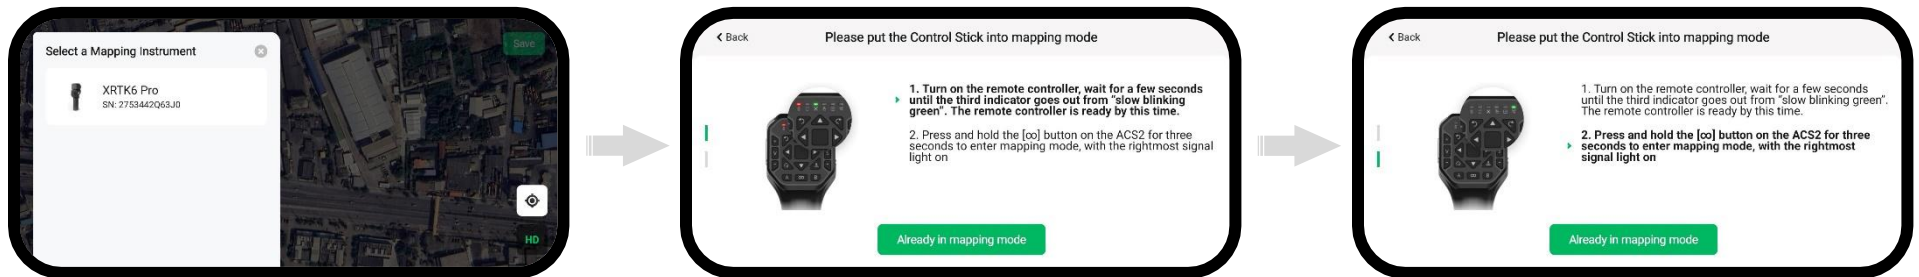 Select a Mapping Instrument
Save
XRTK6 Pro
SN: 2753442Q63J0
HD
Back
Please put the Control Stick into mapping mode
1. Turn on the remote controller, wait for a few seconds
until the third indicator goes out from “slow blinking
green”. The remote controller is ready by this time.
2. Press and hold the [∞] button on the ACS2 for three
seconds to enter mapping mode, with the rightmost signal
light on
Already in mapping mode
Back
Please put the Control Stick into mapping mode
1. Turn on the remote controller, wait for a few seconds
until the third indicator goes out from “slow blinking green”.
The remote controller is ready by this time.
2. Press and hold the [∞] button on the ACS2 for three
seconds to enter mapping mode, with the rightmost
signal light on
Already in mapping mode